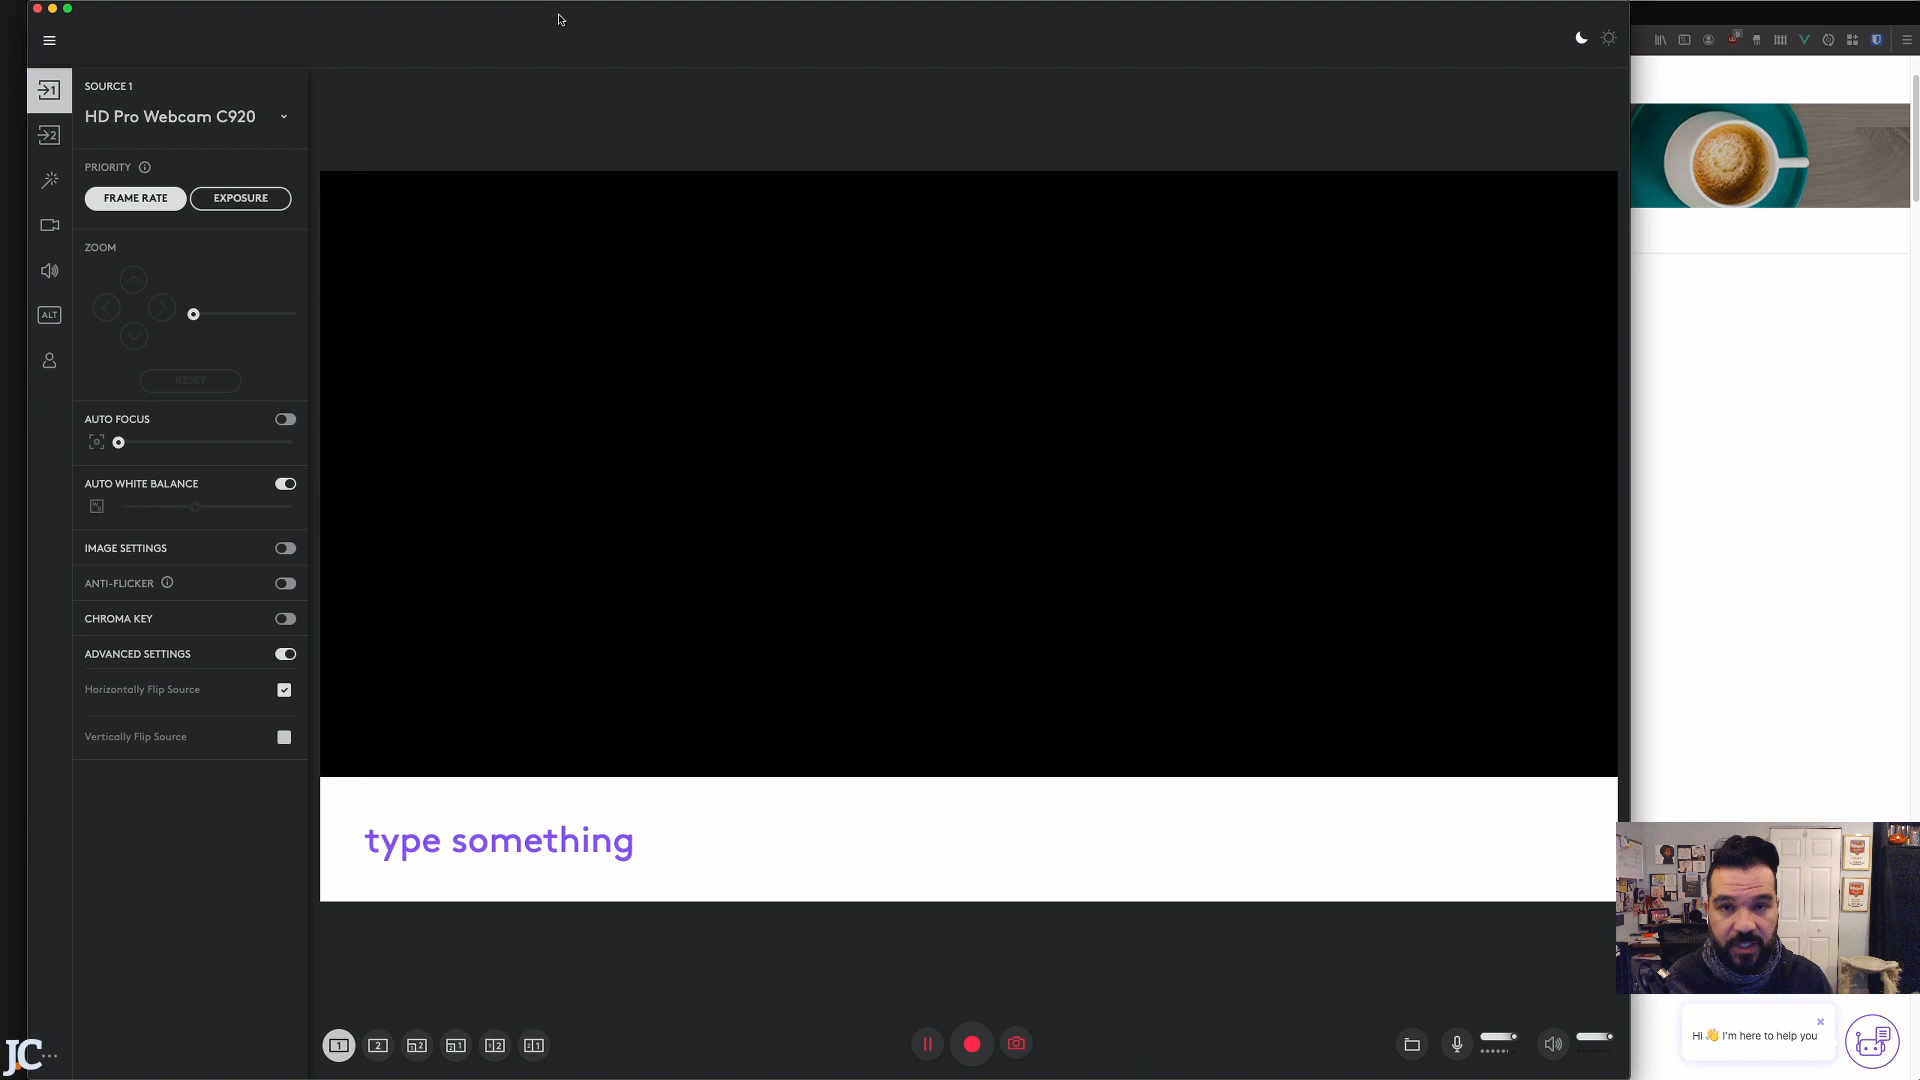 SOURCE 1
HD Pro Webcam C920
PRIORITY
FRAME RATE
EXPOSURE
ZOOM
ALT
RESET
AUTO FOCUS
AUTO WHITE BALANCE
IMAGE SETTINGS
ANTI-FLICKER
CHROMA KEY
ADVANCED SETTINGS
Horizontally Flip Source
Vertically Flip Source
type something
Hi 👋 I'm here to help you
JC